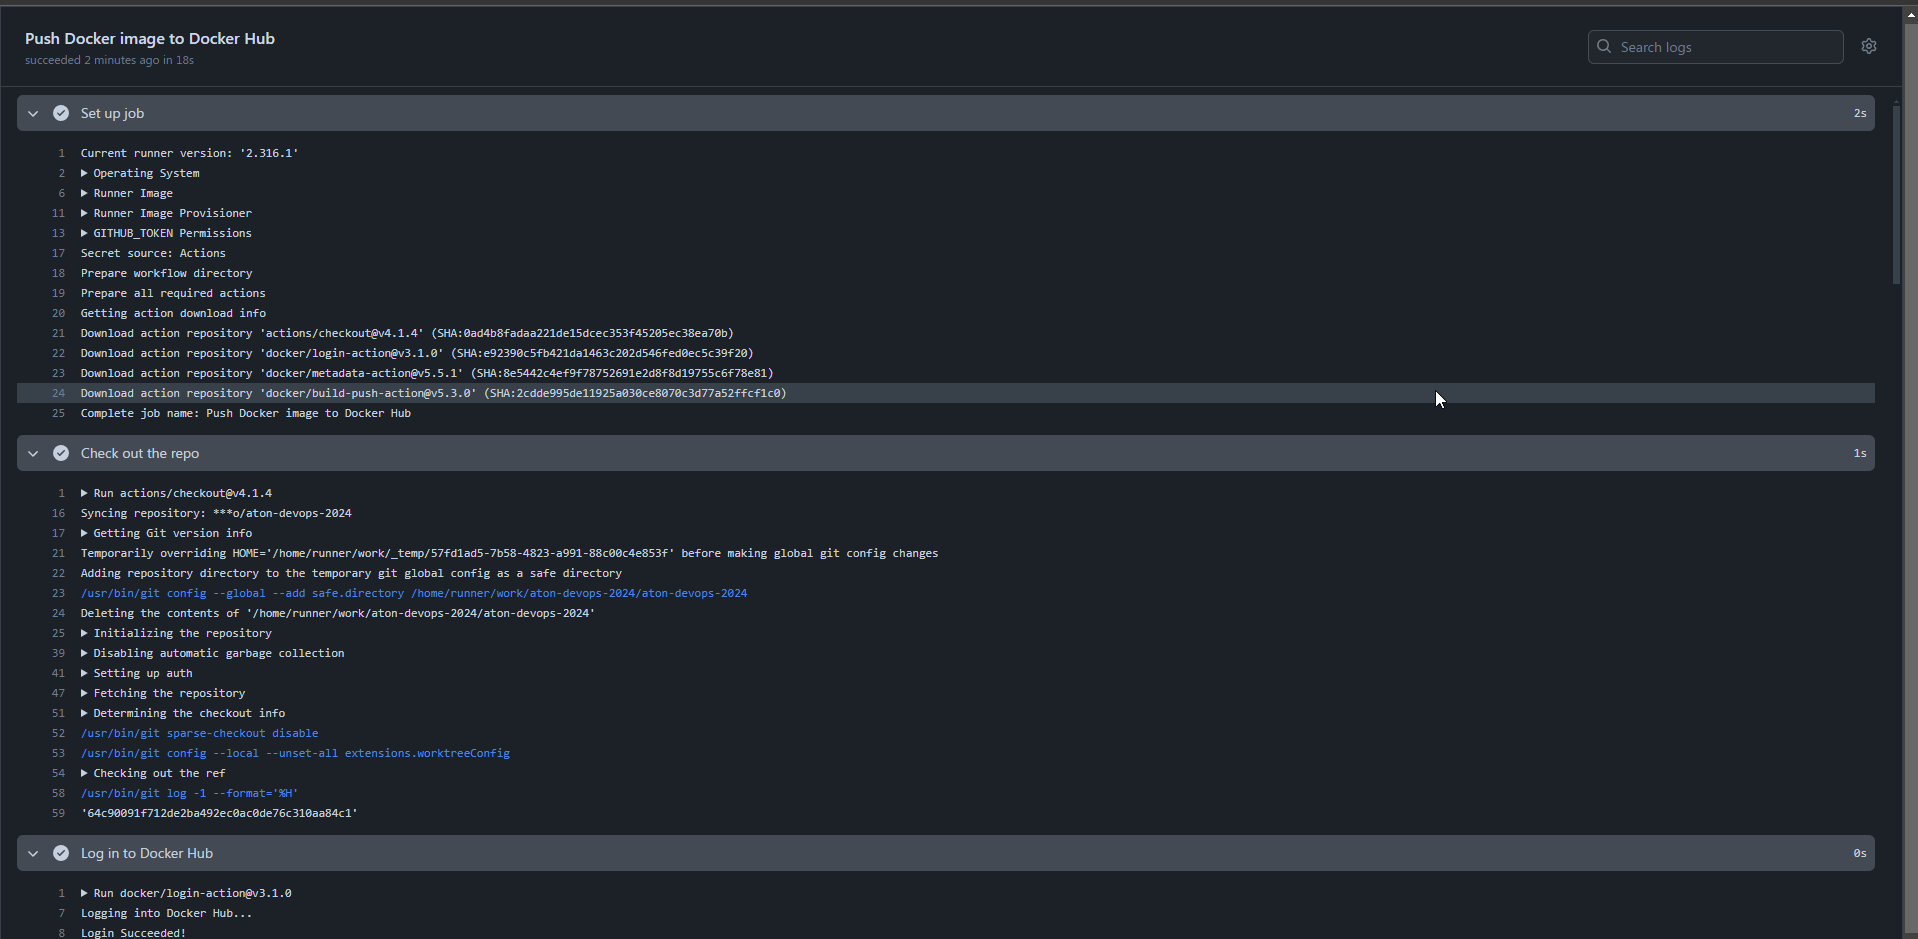 Push Docker image to Docker Hub
succeeded 2 minutes ago in 18s
Search logs
Set up job 2s
1 Current runner version: '2.316.1'
2 Operating System
6 Runner Image
11 Runner Image Provisioner
13 GITHUB_TOKEN Permissions
17 Secret source: Actions
18 Prepare workflow directory
19 Prepare all required actions
20 Getting action download info
21 Download action repository 'actions/checkout@v4.1.4' (SHA:0ad4b8fadaa221de15dcec353f45205ec38ea70b)
22 Download action repository 'docker/login-action@v3.1.0' (SHA:e92390c5fb421da1463c202d546fed0ec5c39f20)
23 Download action repository 'docker/metadata-action@v5.5.1' (SHA:8e5442c4ef9f78752691e2d8f8d19755c6f78e81)
24 Download action repository 'docker/build-push-action@v5.3.0' (SHA:2cdde995de11925a030ce8070c3d77a52ffcf1c0)
25 Complete job name: Push Docker image to Docker Hub
Check out the repo 1s
1 Run actions/checkout@v4.1.4
16 Syncing repository: ***o/aton-devops-2024
17 Getting Git version info
21 Temporarily overriding HOME='/home/runner/work/_temp/57fd1ad5-7b58-4823-a991-88c00c4e853f' before making global git config changes
22 Adding repository directory to the temporary git global config as a safe directory
23 /usr/bin/git config --global --add safe.directory /home/runner/work/aton-devops-2024/aton-devops-2024
24 Deleting the contents of '/home/runner/work/aton-devops-2024/aton-devops-2024'
25 Initializing the repository
39 Disabling automatic garbage collection
41 Setting up auth
47 Fetching the repository
51 Determining the checkout info
52 /usr/bin/git sparse-checkout disable
53 /usr/bin/git config --local --unset-all extensions.worktreeConfig
54 Checking out the ref
58 /usr/bin/git log -1 --format='%H'
59 '64c90091f712de2ba492ec0ac0de76c310aa84c1'
Log in to Docker Hub 0s
1 Run docker/login-action@v3.1.0
7 Logging into Docker Hub...
8 Login Succeeded!